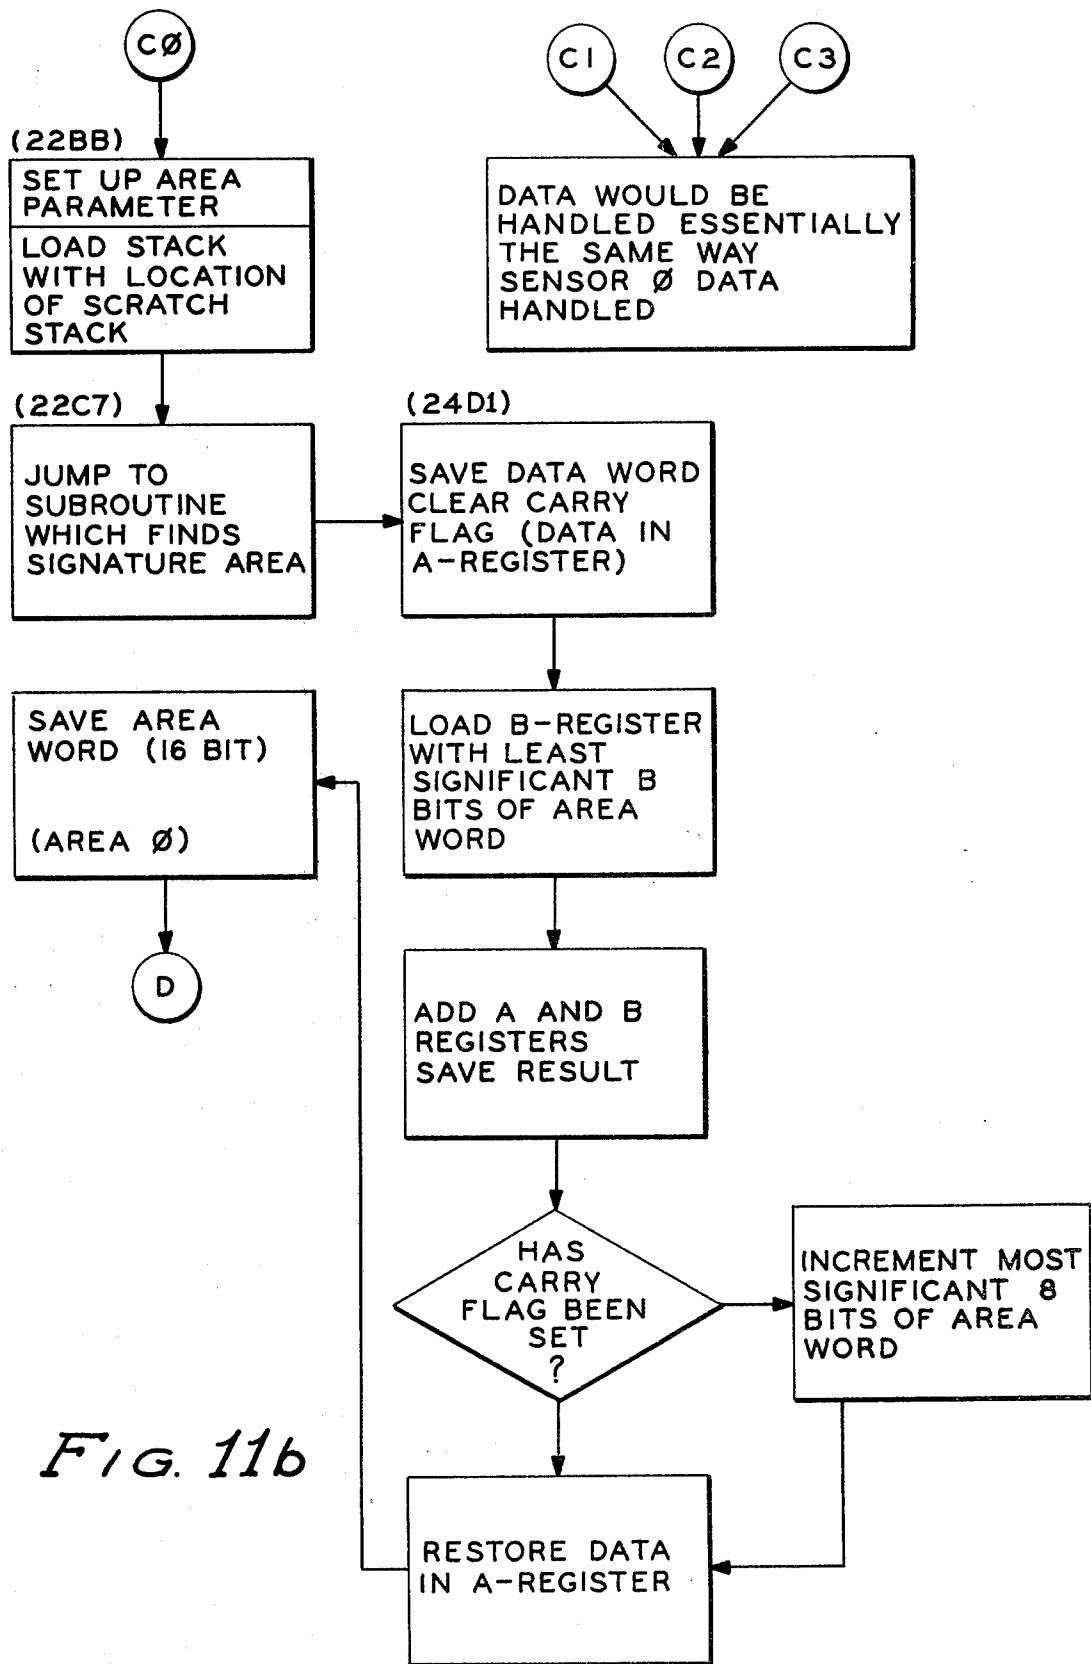 CØ
(22BB)
SET UP AREA
PARAMETER
LOAD STACK
WITH LOCATION
OF SCRATCH
STACK
C1
C2
C3
DATA WOULD BE
HANDLED ESSENTIALLY
THE SAME WAY
SENSOR Ø DATA
HANDLED
(22C7)
JUMP TO
SUBROUTINE
WHICH FINDS
SIGNATURE AREA
(24D1)
SAVE DATA WORD
CLEAR CARRY
FLAG (DATA IN
A-REGISTER)
LOAD B-REGISTER
WITH LEAST
SIGNIFICANT B
BITS OF AREA
WORD
ADD A AND B
REGISTERS
SAVE RESULT
HAS
CARRY
FLAG BEEN
SET
?
INCREMENT MOST
SIGNIFICANT 8
BITS OF AREA
WORD
RESTORE DATA
IN A-REGISTER
SAVE AREA
WORD (16 BIT)
(AREA Ø)
D
FIG. 11b